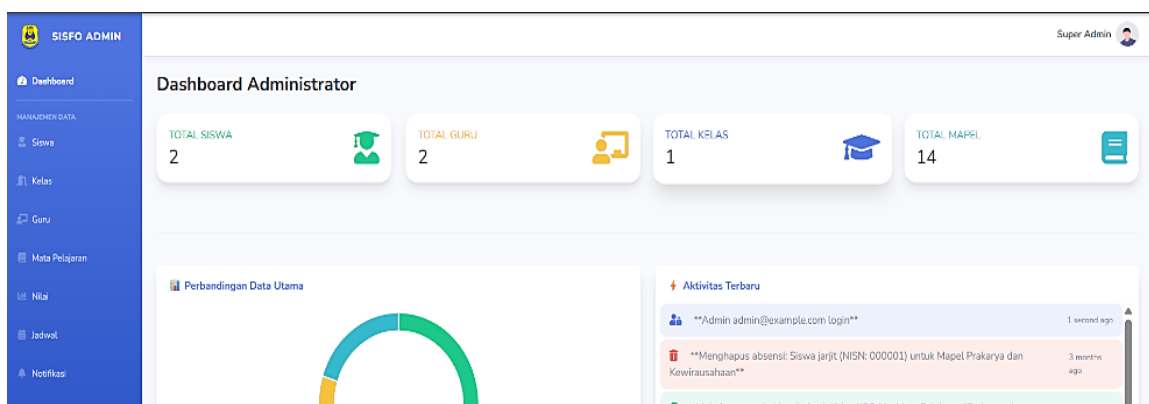 SISFO ADMIN
Super Admin
Dashboard
MANAJEMEN DATA
Siswa
Kelas
Guru
Mata Pelajaran
Nilai
Jadwal
Notifikasi
Dashboard Administrator
TOTAL SISWA
2
TOTAL GURU
2
TOTAL KELAS
1
TOTAL MAPEL
14
Perbandingan Data Utama
Aktivitas Terbaru
**Admin admin@example.com login**
1 second ago
**Menghapus absensi: Siswa jarjit (NISN: 000001) untuk Mapel Prakarya dan
Kewirausahaan**
3 months
ago